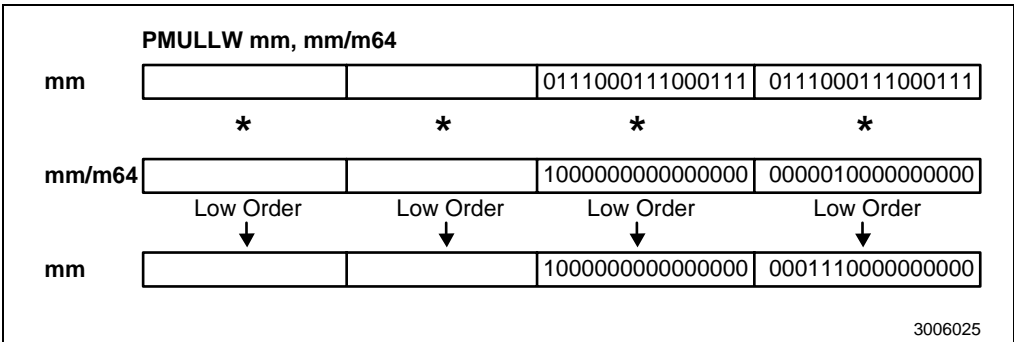 PMULLW mm, mm/m64
mm 0111000111000111 0111000111000111
* * * *
mm/m64 1000000000000000 0000010000000000
Low Order Low Order Low Order Low Order
mm 1000000000000000 0001110000000000
3006025